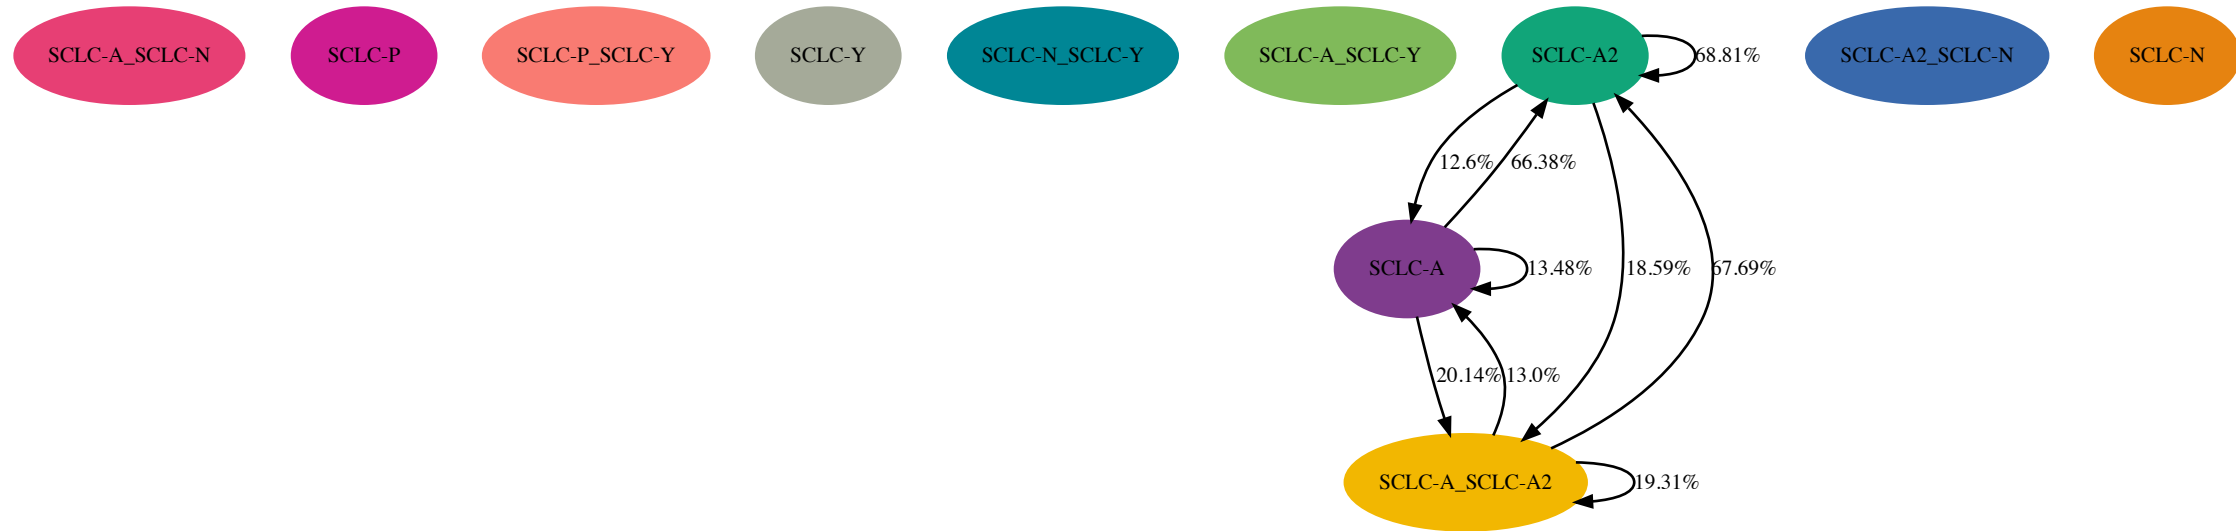 SCLC-A_SCLC-N
SCLC-P
SCLC-P_SCLC-Y
SCLC-Y
SCLC-N_SCLC-Y
SCLC-A_SCLC-Y
SCLC-A2
68.81%
SCLC-A2_SCLC-N
SCLC-N
12.6%
66.38%
SCLC-A
13.48%
18.59%
67.69%
20.14%
13.0%
SCLC-A_SCLC-A2
19.31%